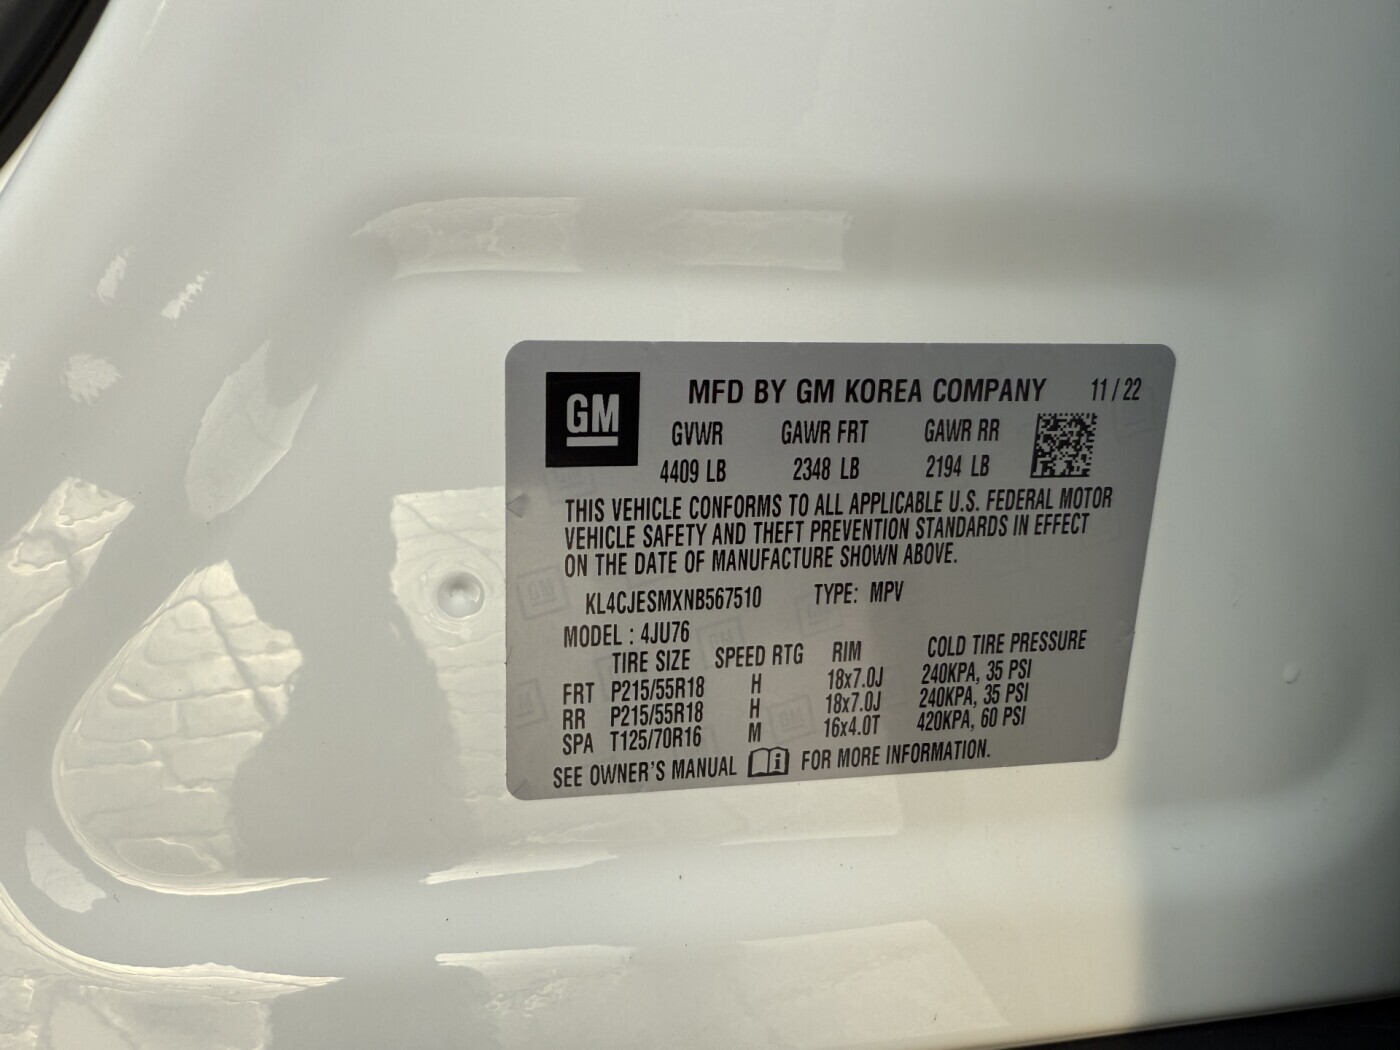 GM
MFD BY GM KOREA COMPANY 11 / 22
GVWR GAWR FRT GAWR RR
4409 LB 2348 LB 2194 LB
THIS VEHICLE CONFORMS TO ALL APPLICABLE U.S. FEDERAL MOTOR
VEHICLE SAFETY AND THEFT PREVENTION STANDARDS IN EFFECT
ON THE DATE OF MANUFACTURE SHOWN ABOVE.
KL4CJESMXNB567510 TYPE: MPV
MODEL : 4JU76
TIRE SIZE SPEED RTG RIM COLD TIRE PRESSURE
FRT P215/55R18 H 18x7.0J 240KPA, 35 PSI
RR P215/55R18 H 18x7.0J 240KPA, 35 PSI
SPA T125/70R16 M 16x4.0T 420KPA, 60 PSI
SEE OWNER'S MANUAL i FOR MORE INFORMATION.